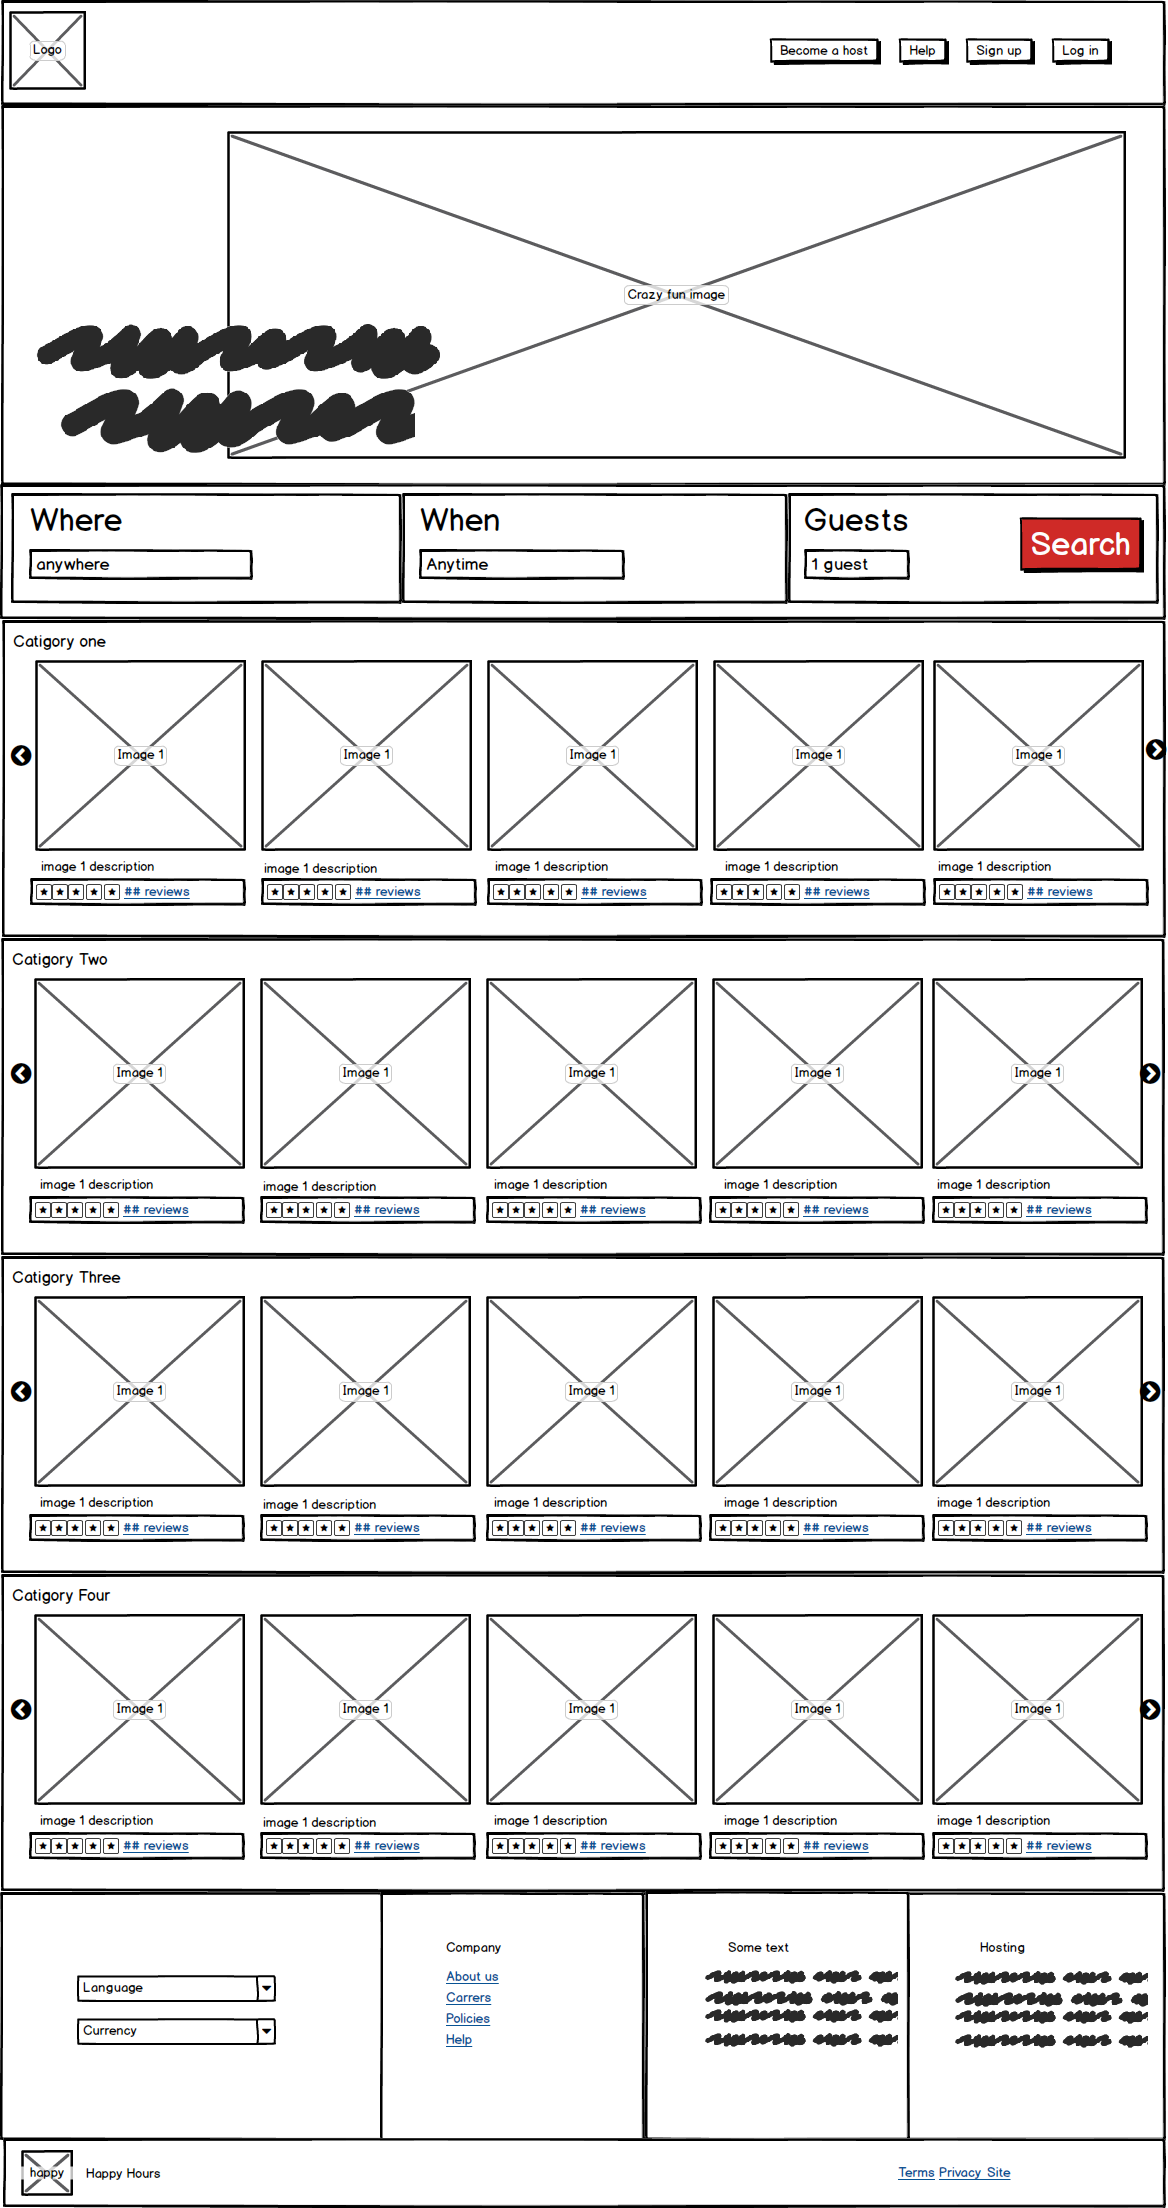 Logo
Become a host Help Sign up Log in
Crazy fun image
Where When Guests
anywhere Anytime 1 guest Search
Catigory one
Image 1 Image 1 Image 1 Image 1 Image 1
image 1 description image 1 description image 1 description image 1 description image 1 description
## reviews ## reviews ## reviews ## reviews ## reviews
Catigory Two
Image 1 Image 1 Image 1 Image 1 Image 1
image 1 description image 1 description image 1 description image 1 description image 1 description
## reviews ## reviews ## reviews ## reviews ## reviews
Catigory Three
Image 1 Image 1 Image 1 Image 1 Image 1
image 1 description image 1 description image 1 description image 1 description image 1 description
## reviews ## reviews ## reviews ## reviews ## reviews
Catigory Four
Image 1 Image 1 Image 1 Image 1 Image 1
image 1 description image 1 description image 1 description image 1 description image 1 description
## reviews ## reviews ## reviews ## reviews ## reviews
Language
Currency
Company
About us
Carrers
Policies
Help
Some text
Hosting
happy Happy Hours
Terms Privacy Site